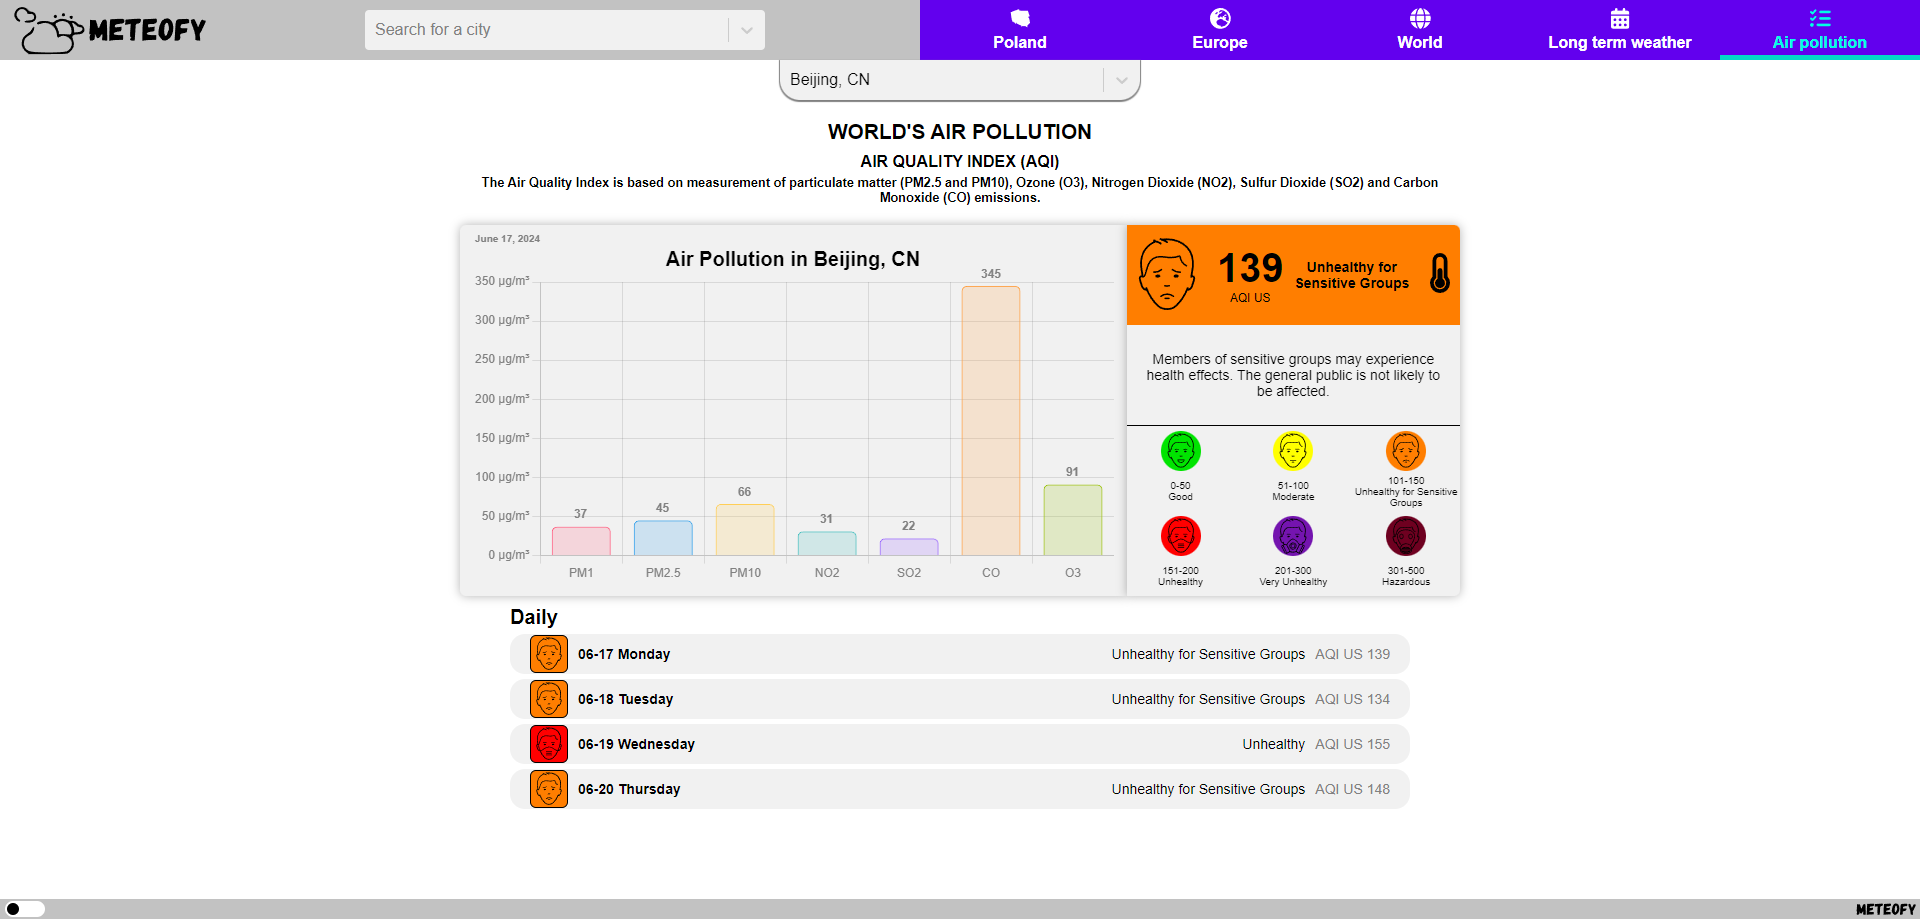 METEOFY
Search for a city
Poland
Europe
World
Long term weather
Air pollution
Beijing, CN
WORLD'S AIR POLLUTION
AIR QUALITY INDEX (AQI)
The Air Quality Index is based on measurement of particulate matter (PM2.5 and PM10), Ozone (O3), Nitrogen Dioxide (NO2), Sulfur Dioxide (SO2) and Carbon
Monoxide (CO) emissions.
June 17, 2024
Air Pollution in Beijing, CN
350 µg/m³
300 µg/m³
250 µg/m³
200 µg/m³
150 µg/m³
100 µg/m³
50 µg/m³
0 µg/m³
37
45
66
31
22
345
91
PM1
PM2.5
PM10
NO2
SO2
CO
O3
139
AQI US
Unhealthy for
Sensitive Groups
Members of sensitive groups may experience
health effects. The general public is not likely to
be affected.
0-50
Good
51-100
Moderate
101-150
Unhealthy for Sensitive
Groups
151-200
Unhealthy
201-300
Very Unhealthy
301-500
Hazardous
Daily
06-17 Monday Unhealthy for Sensitive Groups AQI US 139
06-18 Tuesday Unhealthy for Sensitive Groups AQI US 134
06-19 Wednesday Unhealthy AQI US 155
06-20 Thursday Unhealthy for Sensitive Groups AQI US 148
METEOFY